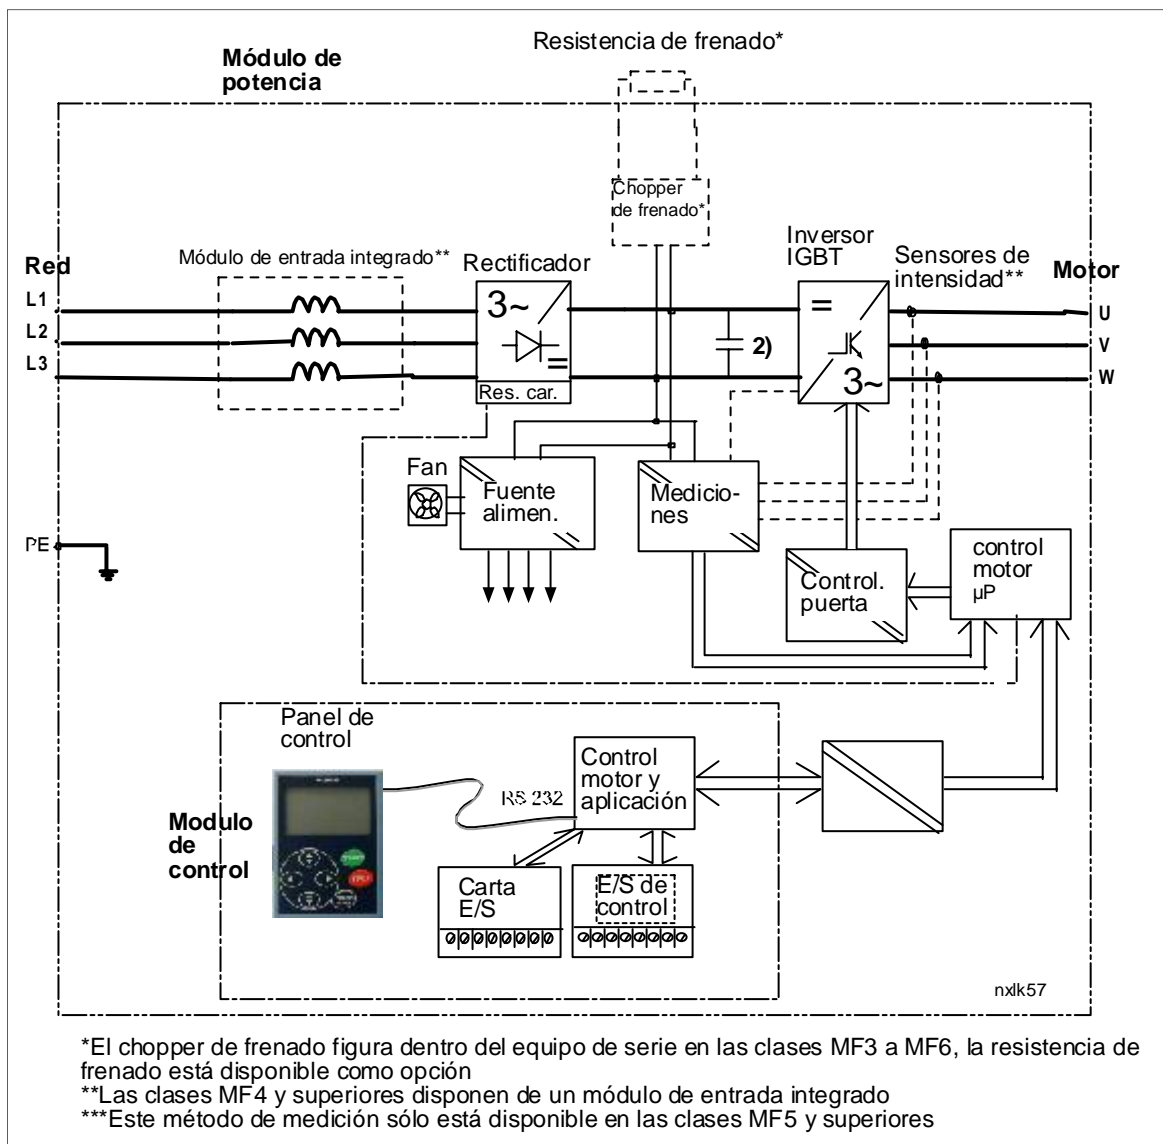 Resistencia de frenado*
Módulo de
potencia
Chopper
de frenado*
Inversor
IGBT
Sensores de
intensidad**
Módulo de entrada integrado**
Rectificador
Red
Motor
L1
3~
=
U
L2
2)
V
L3
=
3~
W
Res. car.
Fan
Fuente
alimen.
Medicio-
nes
PE
Control.
puerta
control
motor
µP
Panel de
control
Control
motor y
aplicación
RS 232
Modulo
de
control
Carta
E/S
E/S de
control
nxlk57
*El chopper de frenado figura dentro del equipo de serie en las clases MF3 a MF6, la resistencia de
frenado está disponible como opción
**Las clases MF4 y superiores disponen de un módulo de entrada integrado
***Este método de medición sólo está disponible en las clases MF5 y superiores